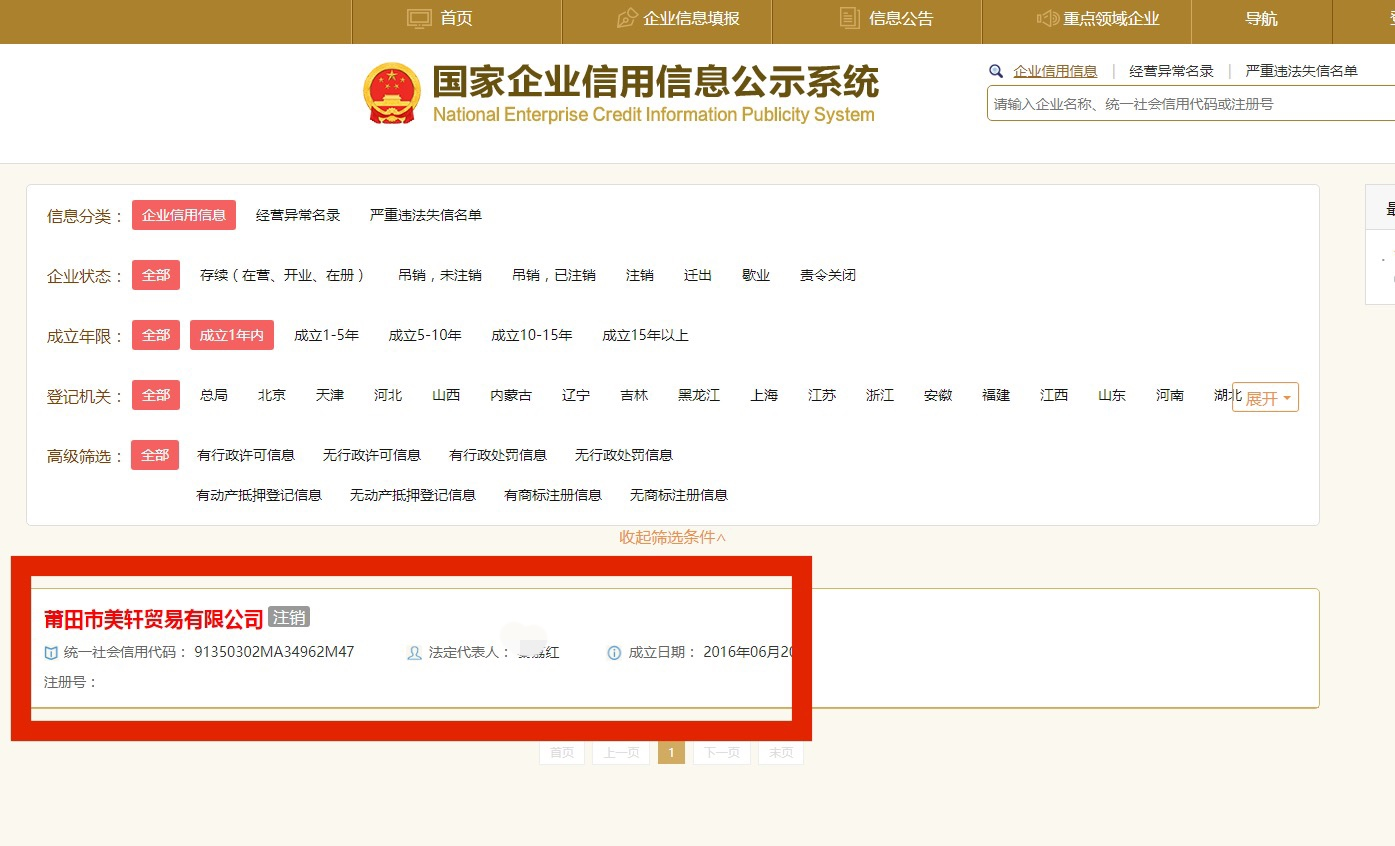 首页 企业信息填报 信息公告 重点领域企业 导航
国家企业信用信息公示系统
National Enterprise Credit Information Publicity System
企业信用信息 | 经营异常名录 | 严重违法失信名单
请输入企业名称、统一社会信用代码或注册号
信息分类： 企业信用信息 经营异常名录 严重违法失信名单
企业状态： 全部 存续（在营、开业、在册） 吊销，未注销 吊销，已注销 注销 迁出 歇业 责令关闭
成立年限： 全部 成立1年内 成立1-5年 成立5-10年 成立10-15年 成立15年以上
登记机关： 全部 总局 北京 天津 河北 山西 内蒙古 辽宁 吉林 黑龙江 上海 江苏 浙江 安徽 福建 江西 山东 河南 湖北 展开
高级筛选： 全部 有行政许可信息 无行政许可信息 有行政处罚信息 无行政处罚信息
有动产抵押登记信息 无动产抵押登记信息 有商标注册信息 无商标注册信息
收起筛选条件^
莆田市美轩贸易有限公司 注销
统一社会信用代码： 91350302MA34962M47 法定代表人： 红 成立日期： 2016年06月20
注册号：
首页 上一页 1 下一页 末页